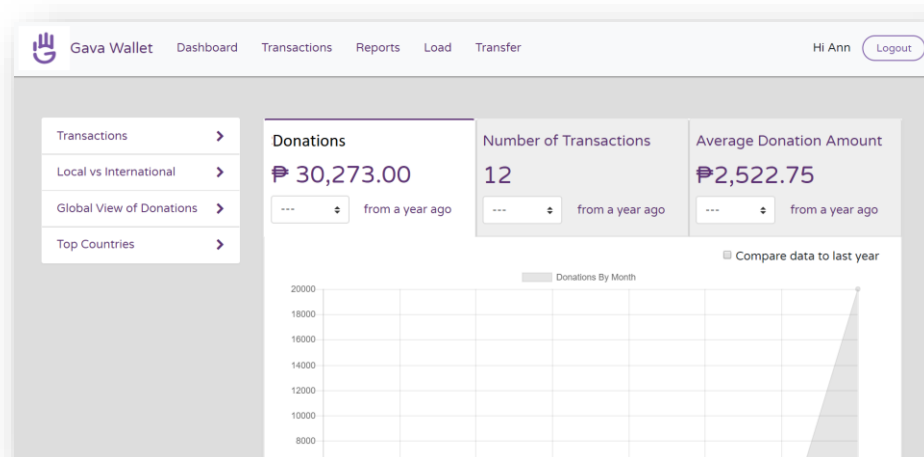 Gava Wallet Dashboard Transactions Reports Load Transfer Hi Ann Logout
Transactions
Local vs International
Global View of Donations
Top Countries
Donations
₱ 30,273.00
--- from a year ago
Number of Transactions
12
--- from a year ago
Average Donation Amount
₱2,522.75
--- from a year ago
Compare data to last year
Donations By Month
20000
18000
16000
14000
12000
10000
8000